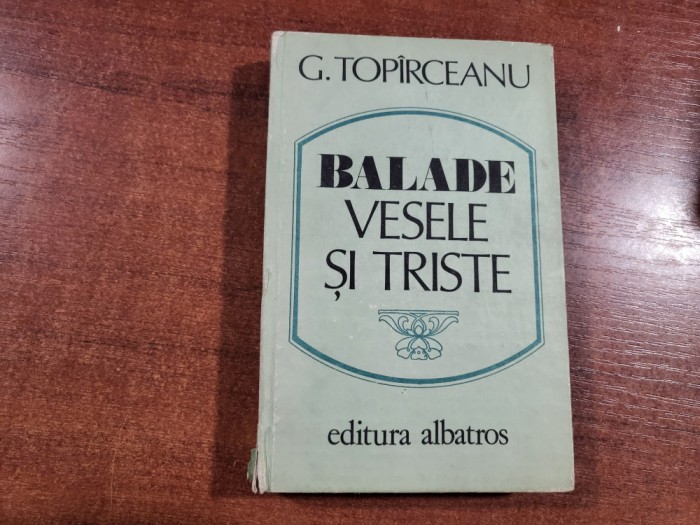 G. TOPÎRCEANU
BALADE
VESELE
ȘI TRISTE
editura albatros